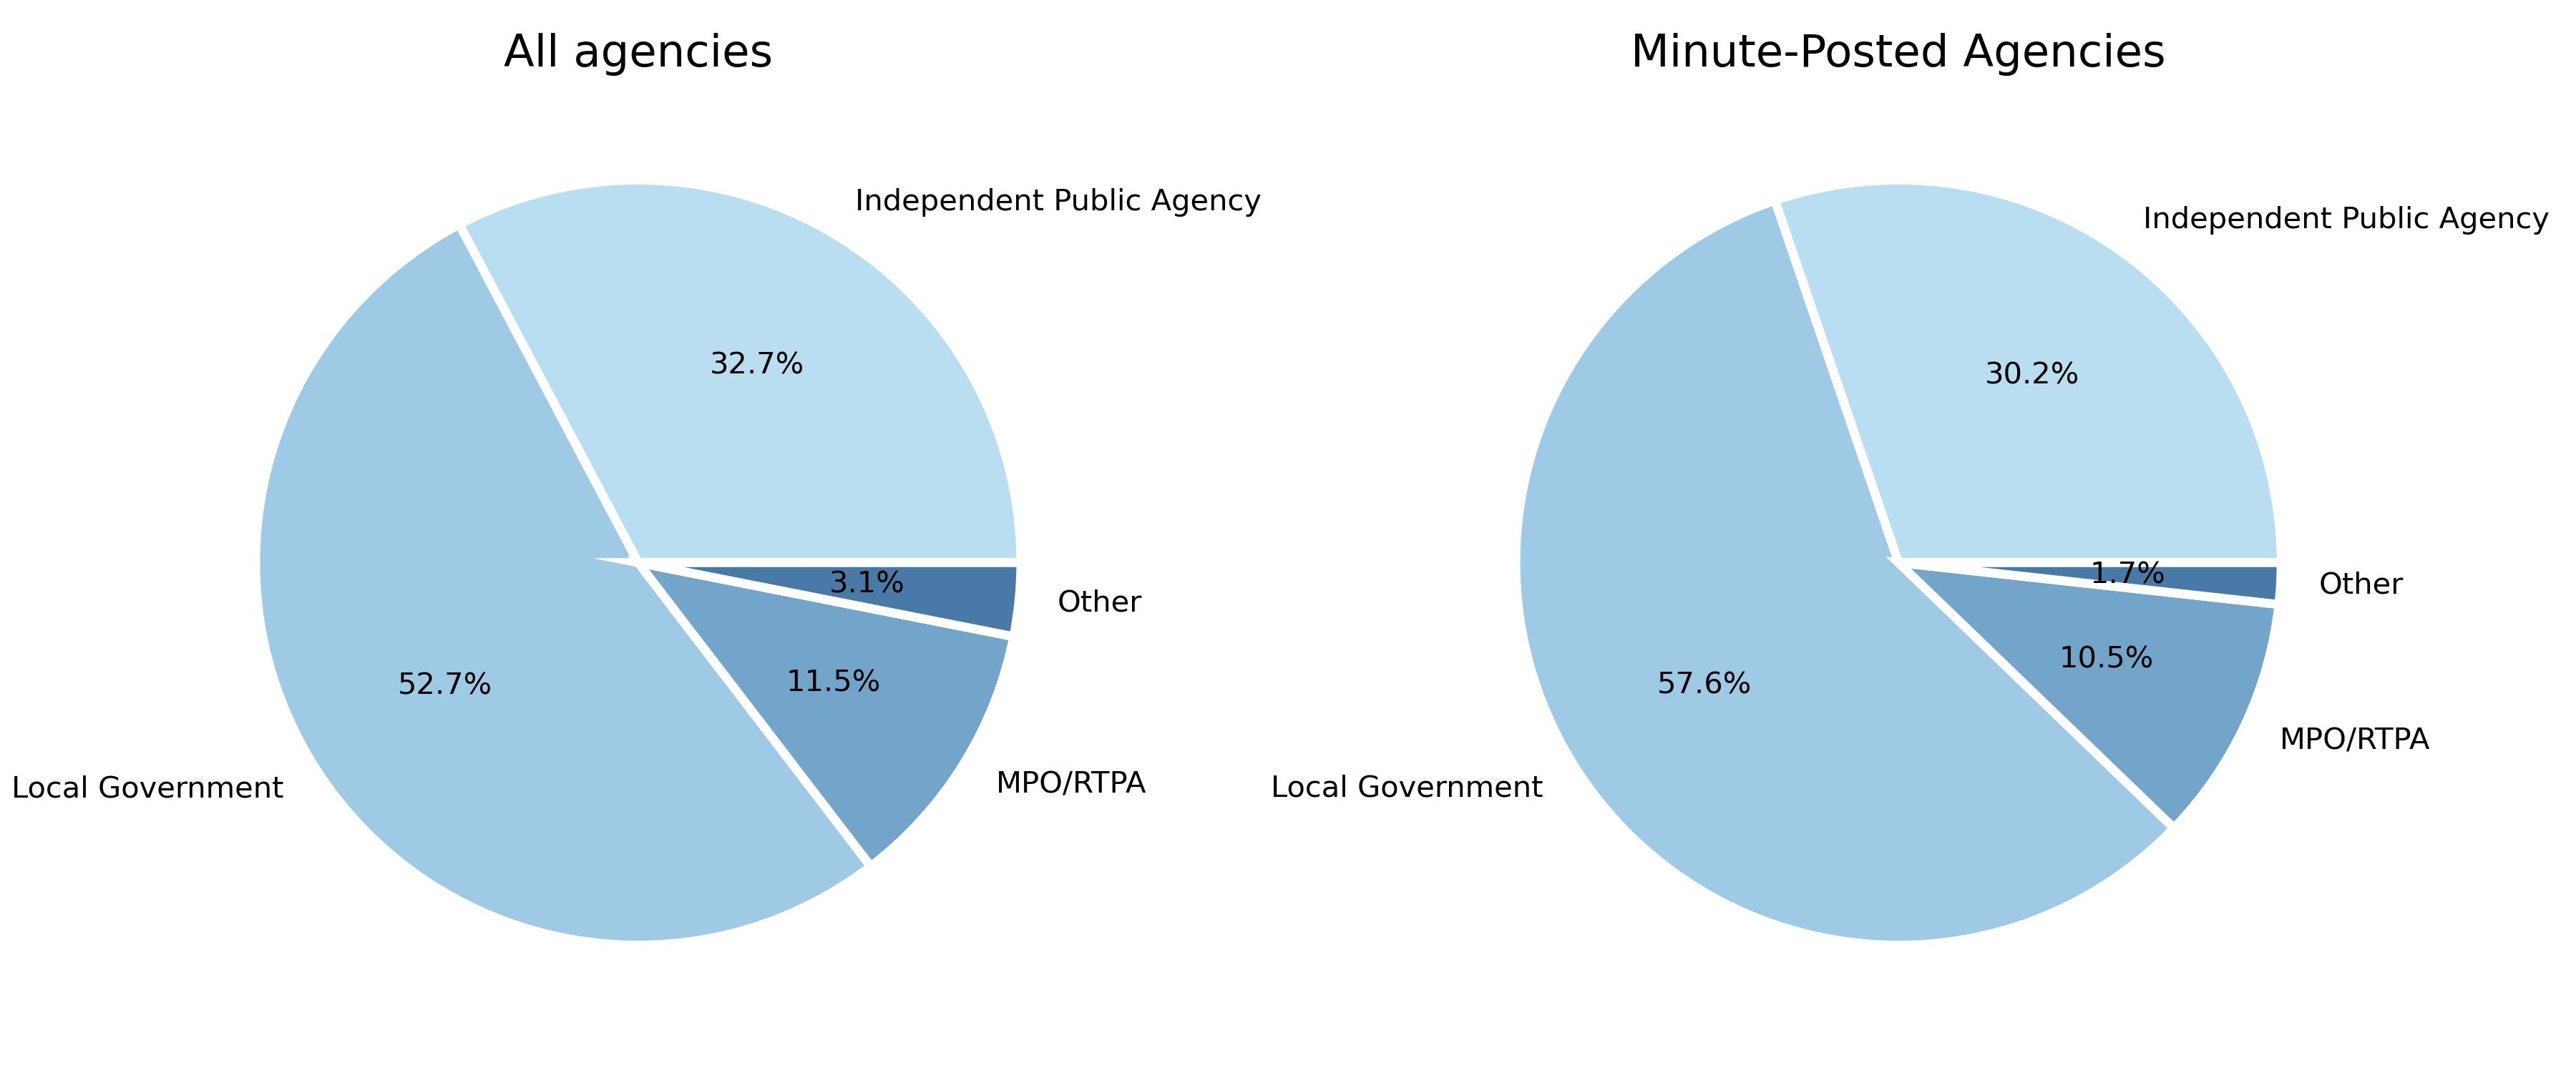 All agencies
Independent Public Agency
32.7%
3.1%
Other
52.7%
11.5%
MPO/RTPA
Local Government
Minute-Posted Agencies
Independent Public Agency
30.2%
1.7%
Other
57.6%
10.5%
MPO/RTPA
Local Government